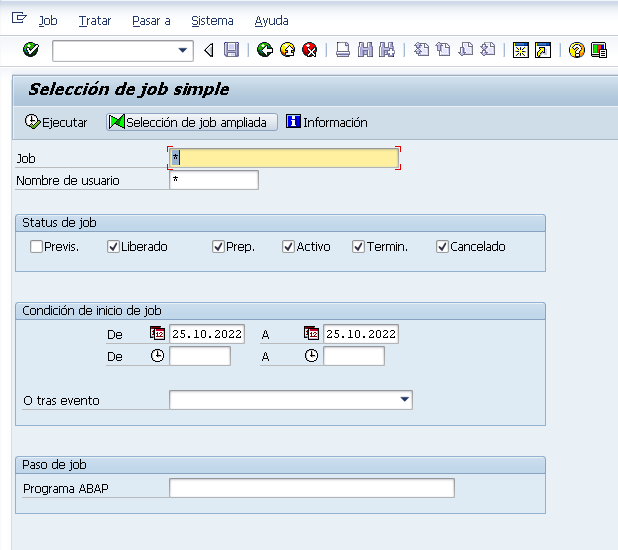 Job Tratar Pasar a Sistema Ayuda
Selección de job simple
Ejecutar Selección de job ampliada Información
Job *
Nombre de usuario *
Status de job
Previs. Liberado Prep. Activo Termin. Cancelado
Condición de inicio de job
De 25.10.2022 A 25.10.2022
De A
O tras evento
Paso de job
Programa ABAP